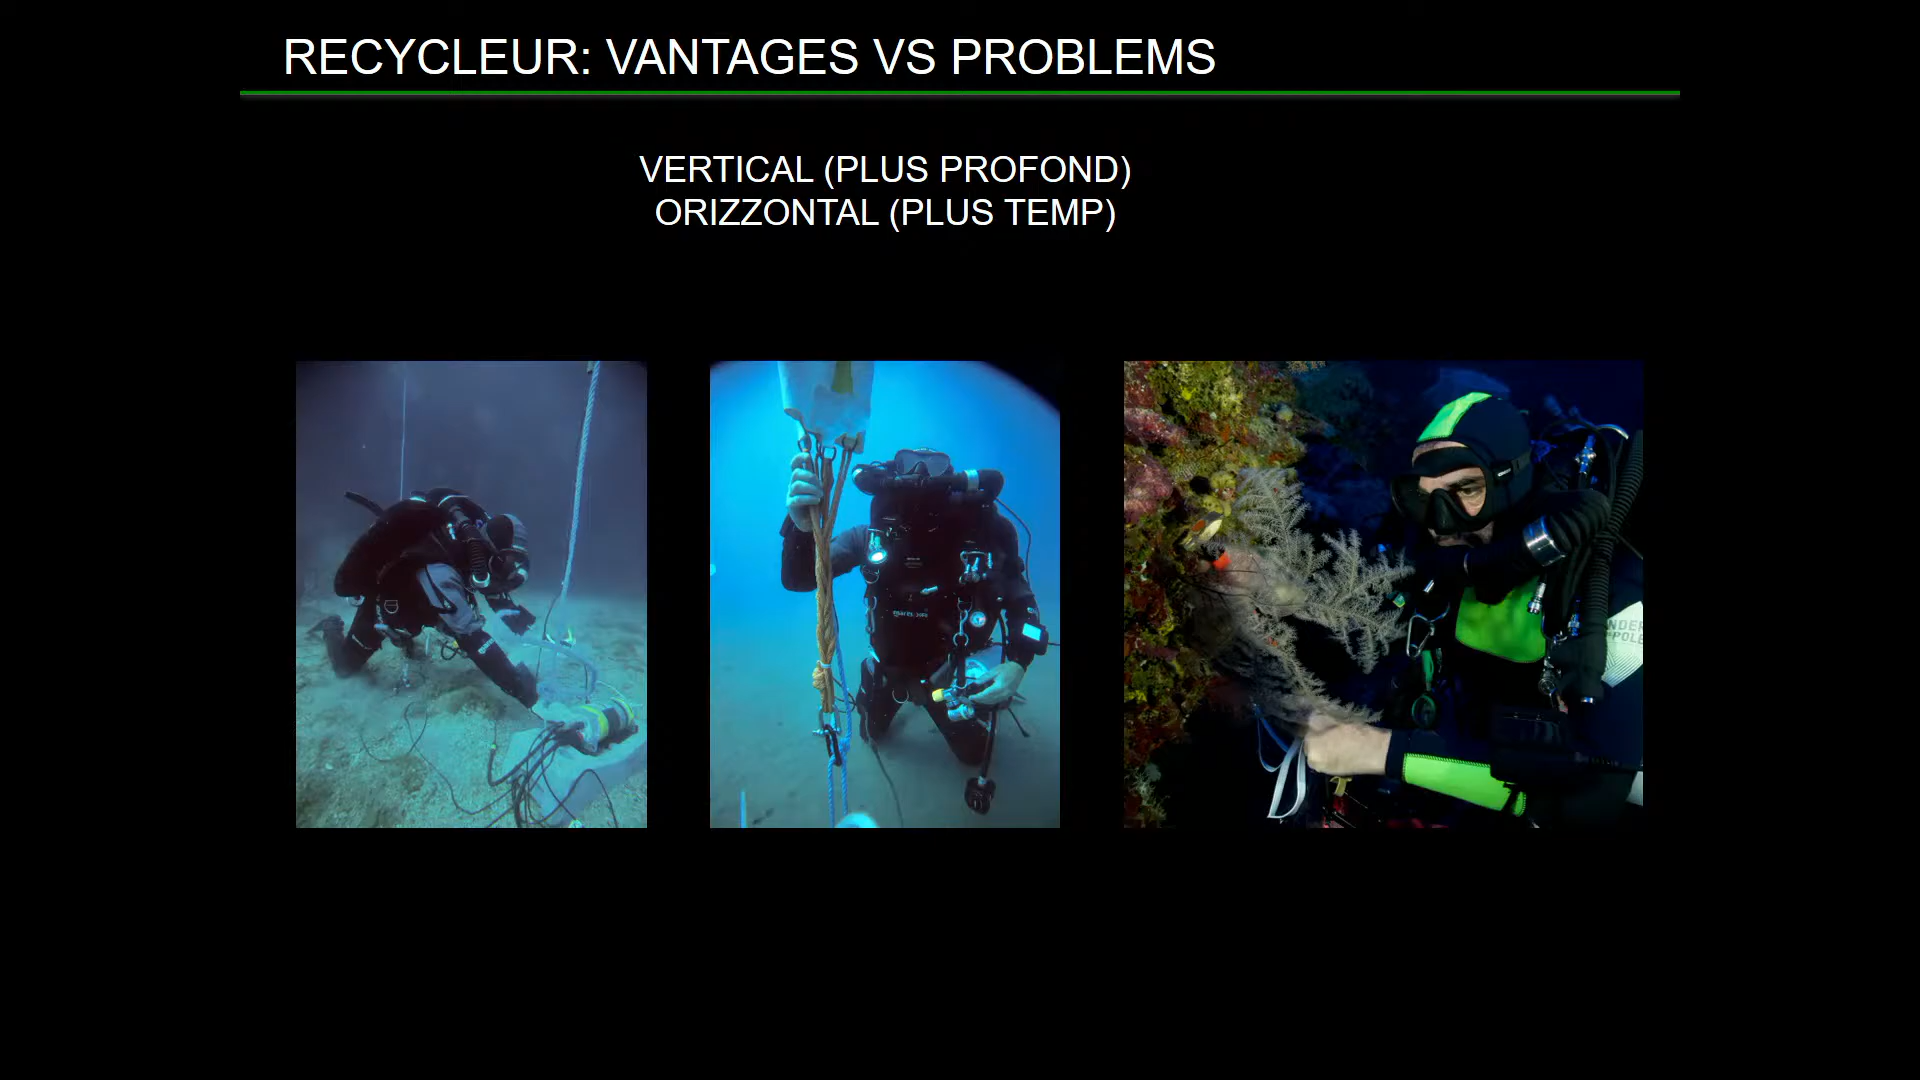 RECYCLEUR: VANTAGES VS PROBLEMS
VERTICAL (PLUS PROFOND)
ORIZZONTAL (PLUS TEMP)